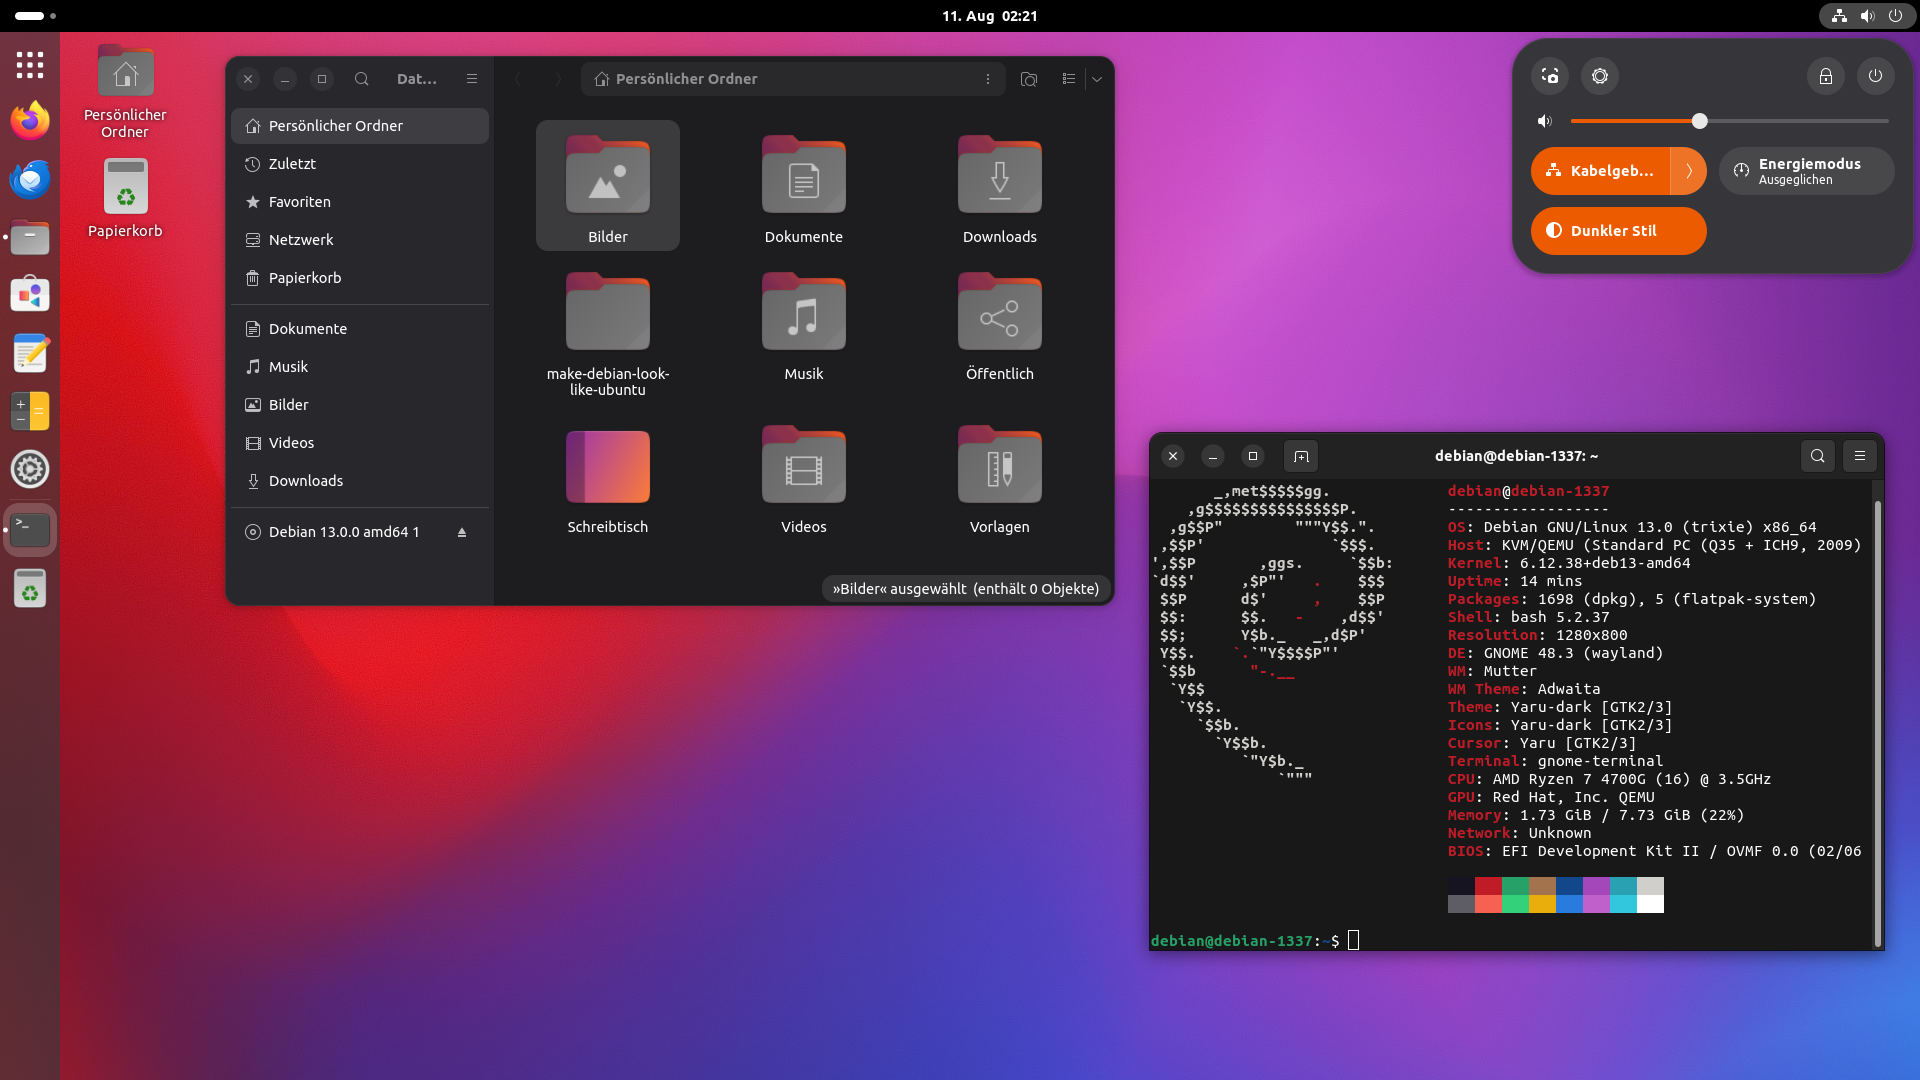 11. Aug  02:21
Persönlicher
Ordner
Papierkorb
Dat…
Persönlicher Ordner
Persönlicher Ordner
Zuletzt
Favoriten
Netzwerk
Papierkorb
Dokumente
Musik
Bilder
Videos
Downloads
Debian 13.0.0 amd64 1
Bilder
Dokumente
Downloads
make-debian-look-
like-ubuntu
Musik
Öffentlich
Schreibtisch
Videos
Vorlagen
»Bilder« ausgewählt  (enthält 0 Objekte)
Kabelgeb…
Energiemodus
Ausgeglichen
Dunkler Stil
debian@debian-1337: ~
       _,met$$$$$gg.
    ,g$$$$$$$$$$$$$$$P.
  ,g$$P"        """Y$$.".
 ,$$P'              `$$$.
',$$P       ,ggs.     `$$b:
`d$$'     ,$P"'   .    $$$
 $$P      d$'     ,    $$P
 $$:      $$.   -    ,d$$'
 $$;      Y$b._   _,d$P'
 Y$$.    `.`"Y$$$$P"'
 `$$b      "-.__
  `Y$$
   `Y$$.
     `$$b.
       `Y$$b.
          `"Y$b._
              `"""
debian@debian-1337
------------------
OS: Debian GNU/Linux 13.0 (trixie) x86_64
Host: KVM/QEMU (Standard PC (Q35 + ICH9, 2009)
Kernel: 6.12.38+deb13-amd64
Uptime: 14 mins
Packages: 1698 (dpkg), 5 (flatpak-system)
Shell: bash 5.2.37
Resolution: 1280x800
DE: GNOME 48.3 (wayland)
WM: Mutter
WM Theme: Adwaita
Theme: Yaru-dark [GTK2/3]
Icons: Yaru-dark [GTK2/3]
Cursor: Yaru [GTK2/3]
Terminal: gnome-terminal
CPU: AMD Ryzen 7 4700G (16) @ 3.5GHz
GPU: Red Hat, Inc. QEMU
Memory: 1.73 GiB / 7.73 GiB (22%)
Network: Unknown
BIOS: EFI Development Kit II / OVMF 0.0 (02/06
debian@debian-1337:~$